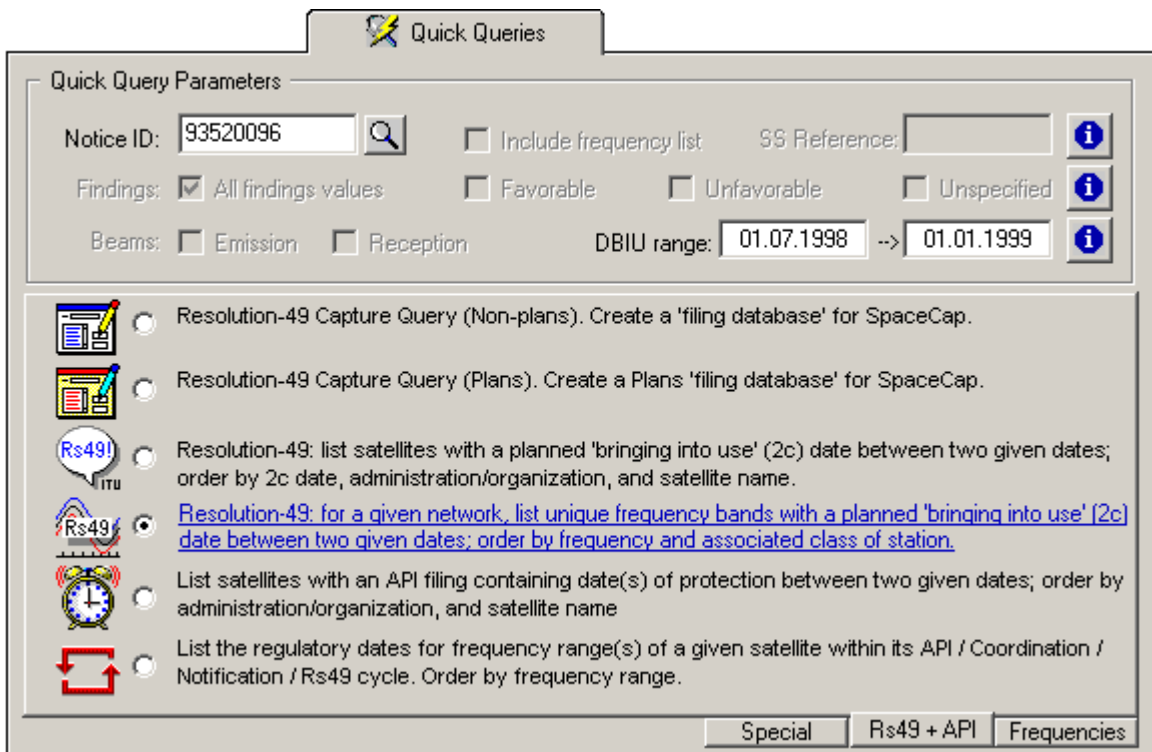 Quick Queries
Quick Query Parameters
Notice ID: 93520096 Include frequency list SS Reference:
Findings: All findings values Favorable Unfavorable Unspecified
Beams: Emission Reception DBIU range: 01.07.1998 --> 01.01.1999
Resolution-49 Capture Query (Non-plans). Create a 'filing database' for SpaceCap.
Resolution-49 Capture Query (Plans). Create a Plans 'filing database' for SpaceCap.
Rs49!
ITU
Resolution-49: list satellites with a planned 'bringing into use' (2c) date between two given dates;
order by 2c date, administration/organization, and satellite name.
Rs49
Resolution-49: for a given network, list unique frequency bands with a planned 'bringing into use' (2c)
date between two given dates; order by frequency and associated class of station.
List satellites with an API filing containing date(s) of protection between two given dates; order by
administration/organization, and satellite name
List the regulatory dates for frequency range(s) of a given satellite within its API / Coordination /
Notification / Rs49 cycle. Order by frequency range.
Special Rs49 + API Frequencies